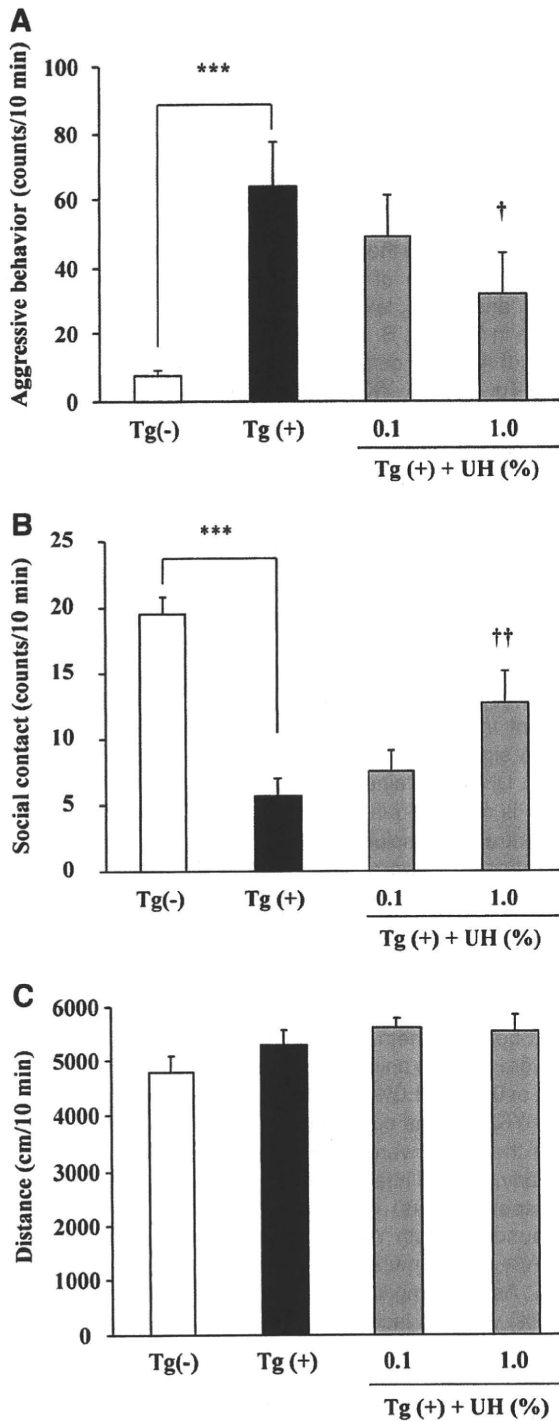 A
Aggressive behavior (counts/10 min)
100
80
60
40
20
0
***
†
Tg(-) Tg (+) 0.1 1.0
Tg (+) + UH (%)
B
Social contact (counts/10 min)
25
20
15
10
5
0
***
††
Tg(-) Tg (+) 0.1 1.0
Tg (+) + UH (%)
C
Distance (cm/10 min)
6000
5000
4000
3000
2000
1000
0
Tg(-) Tg (+) 0.1 1.0
Tg (+) + UH (%)